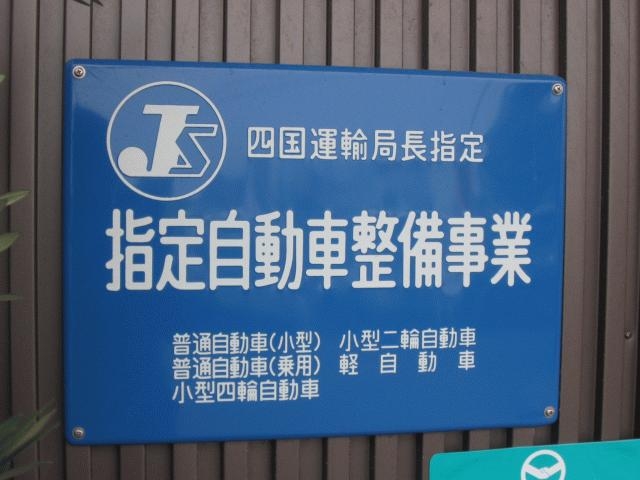 JS 四国運輸局長指定
指定自動車整備事業
普通自動車(小型) 小型二輪自動車
普通自動車(乗用) 軽自動車
小型四輪自動車